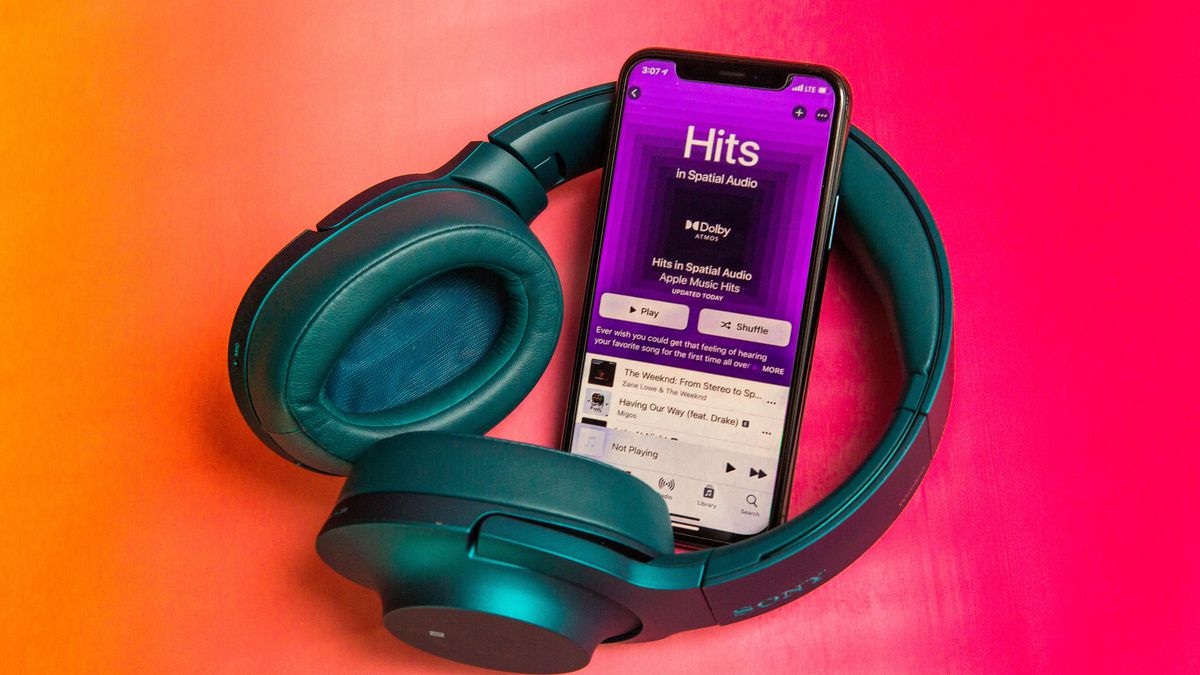 3:07
LTE
Hits
in Spatial Audio
Dolby
ATMOS
Hits in Spatial Audio
Apple Music Hits
UPDATED TODAY
Play
Shuffle
Ever wish you could get that feeling of hearing
your favorite song for the first time all over
MORE
The Weeknd: From Stereo to Sp...
Zane Lowe & The Weeknd
Having Our Way (feat. Drake) E
Migos
Not Playing
Library
Search
SONY